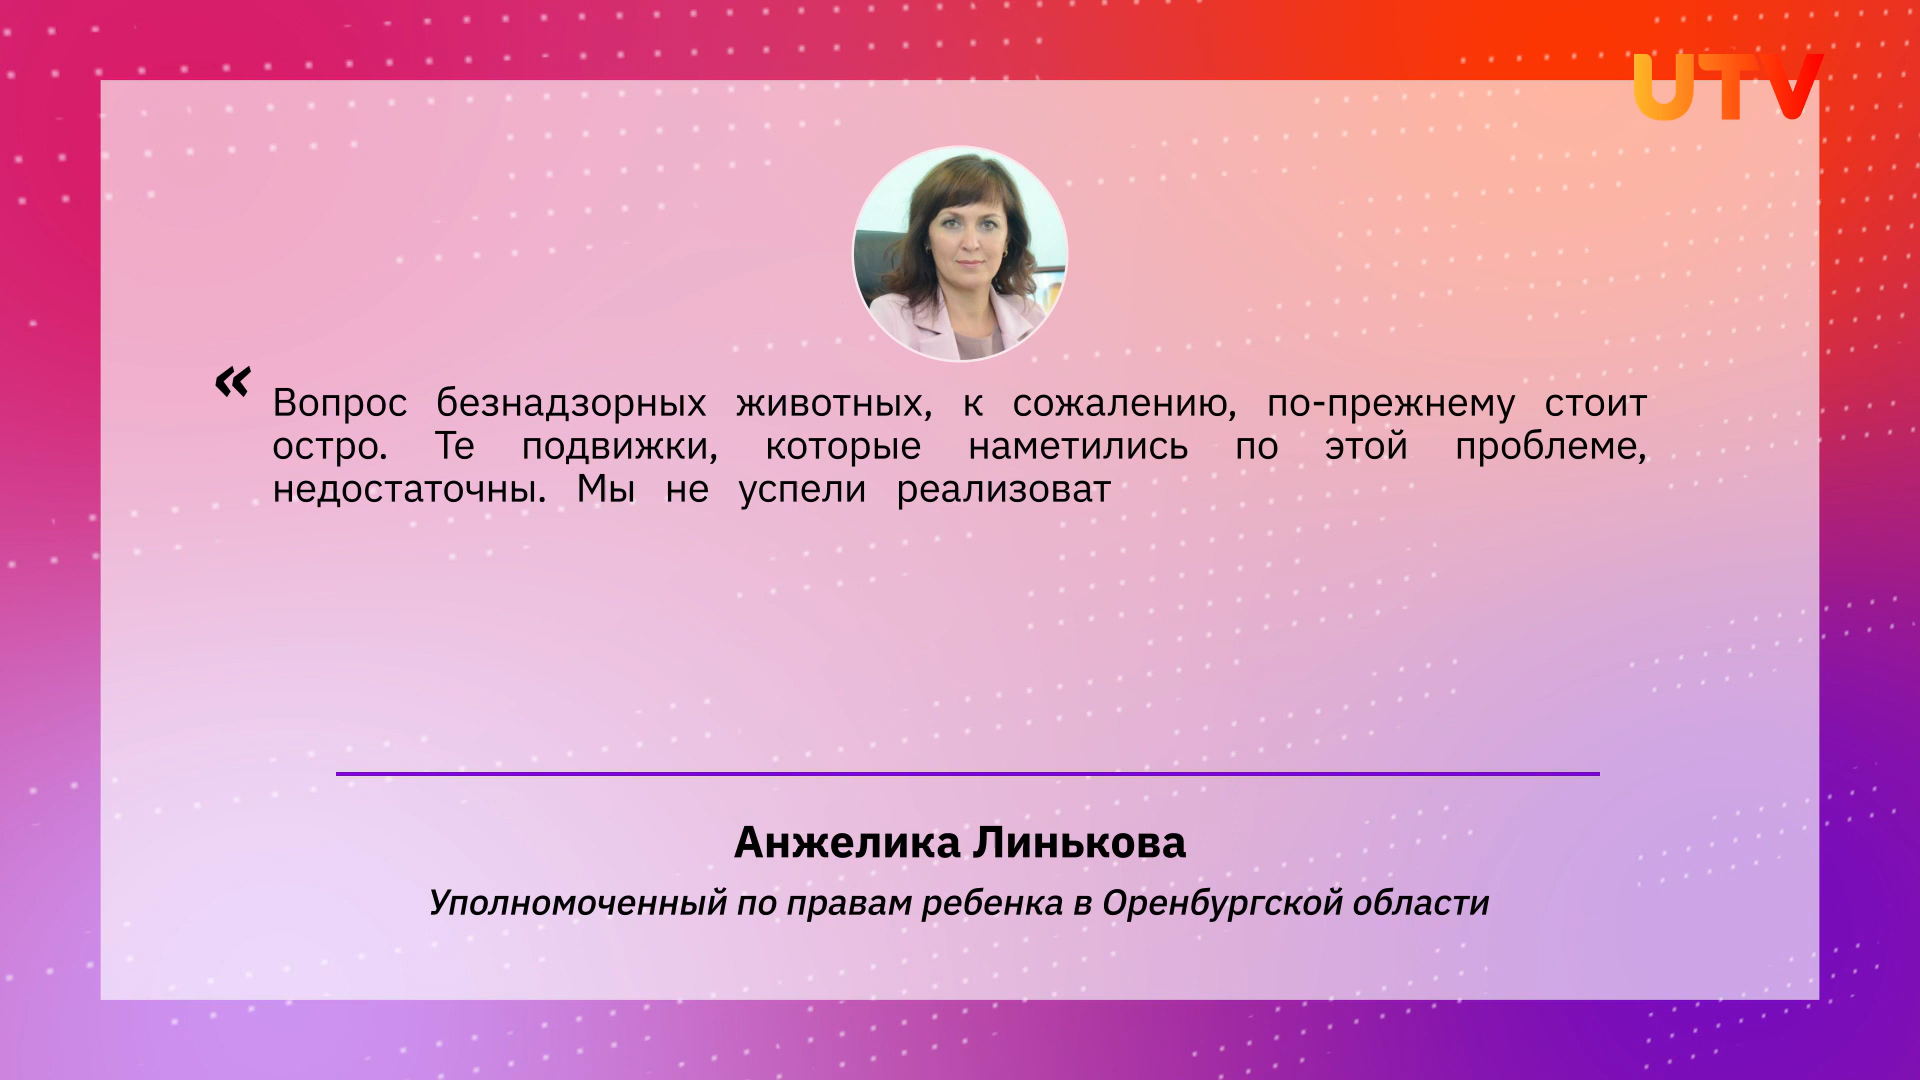 UTV
« Вопрос безнадзорных животных, к сожалению, по-прежнему стоит
остро. Те подвижки, которые наметились по этой проблеме,
недостаточны. Мы не успели реализоват
Анжелика Линькова
Уполномоченный по правам ребенка в Оренбургской области